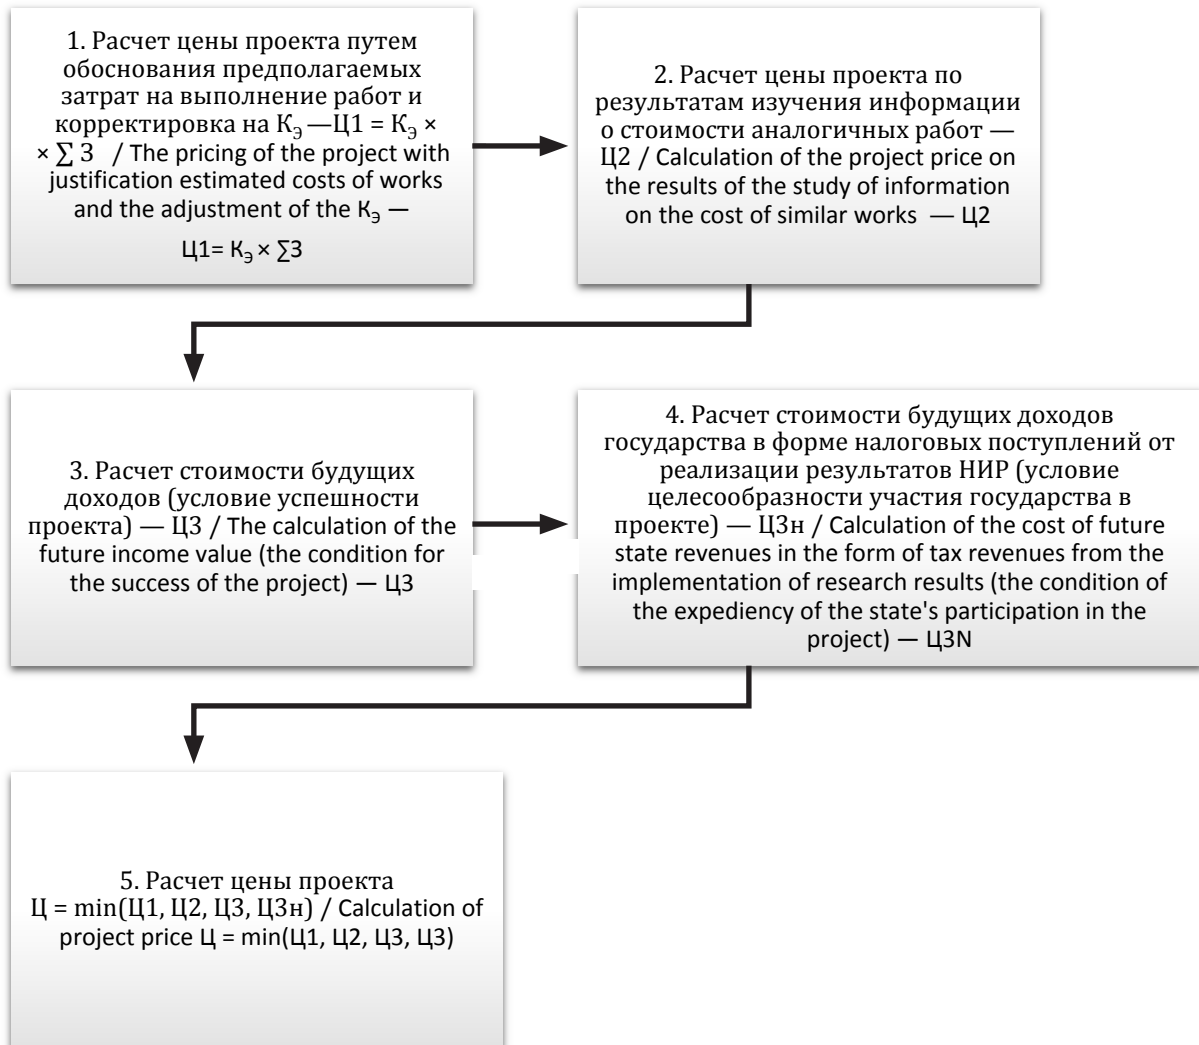 1. Расчет цены проекта путем
обоснования предполагаемых
затрат на выполнение работ и
корректировка на Kэ —Ц1 = Kэ ×
× ∑ З / The pricing of the project with
justification estimated costs of works
and the adjustment of the Kэ —
Ц1= Kэ × ∑З
2. Расчет цены проекта по
результатам изучения информации
о стоимости аналогичных работ —
Ц2 / Calculation of the project price on
the results of the study of information
on the cost of similar works — Ц2
3. Расчет стоимости будущих
доходов (условие успешности
проекта) — Ц3 / The calculation of the
future income value (the condition for
the success of the project) — Ц3
4. Расчет стоимости будущих доходов
государства в форме налоговых поступлений от
реализации результатов НИР (условие
целесообразности участия государства в
проекте) — Ц3н / Calculation of the cost of future
state revenues in the form of tax revenues from the
implementation of research results (the condition of
the expediency of the state's participation in the
project) — Ц3N
5. Расчет цены проекта
Ц = min(Ц1, Ц2, Ц3, Ц3н) / Calculation of
project price Ц = min(Ц1, Ц2, Ц3, Ц3)